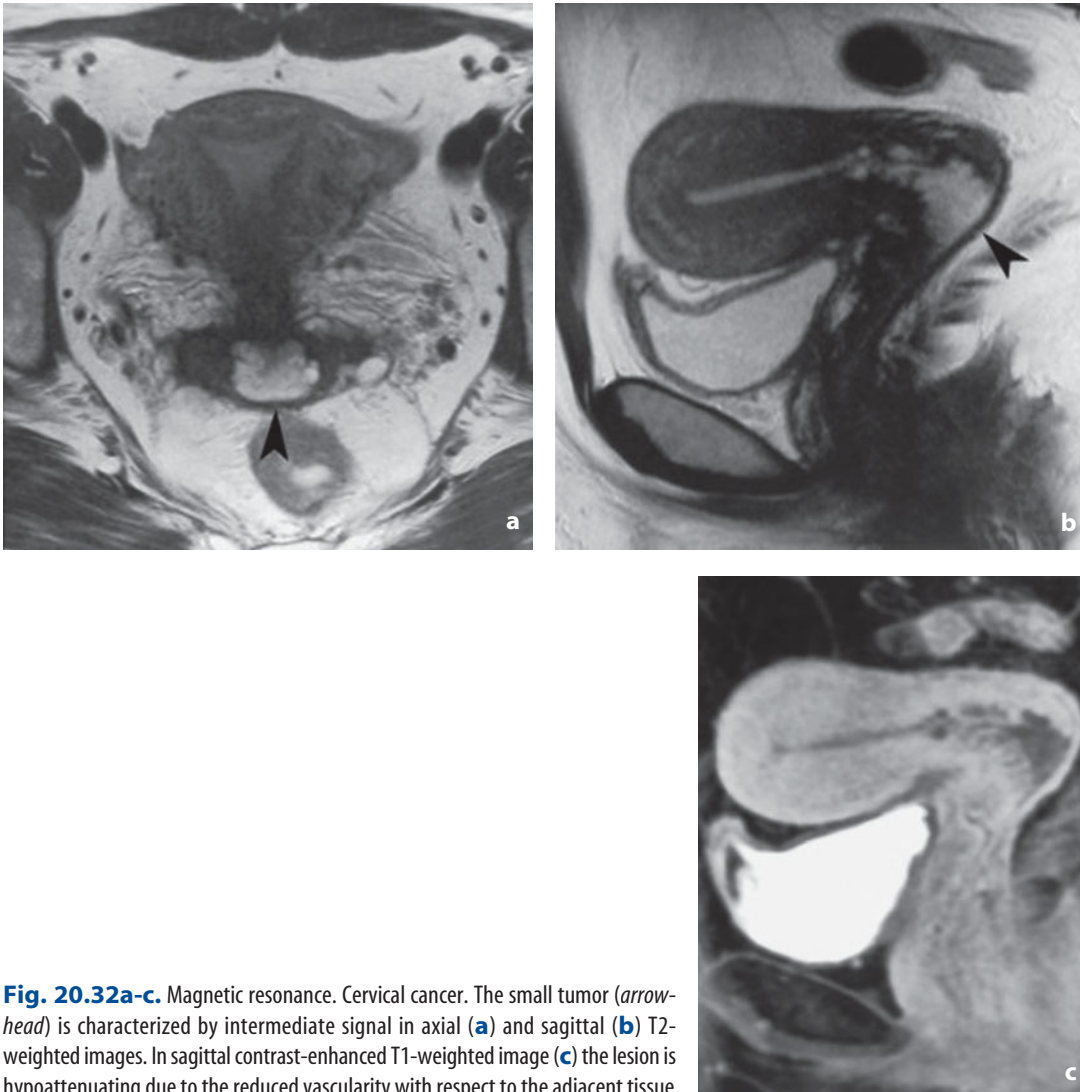 a
b
c
Fig. 20.32a-c. Magnetic resonance. Cervical cancer. The small tumor (arrow-
head) is characterized by intermediate signal in axial (a) and sagittal (b) T2-
weighted images. In sagittal contrast-enhanced T1-weighted image (c) the lesion is
hypoattenuating due to the reduced vascularity with respect to the adjacent tissue